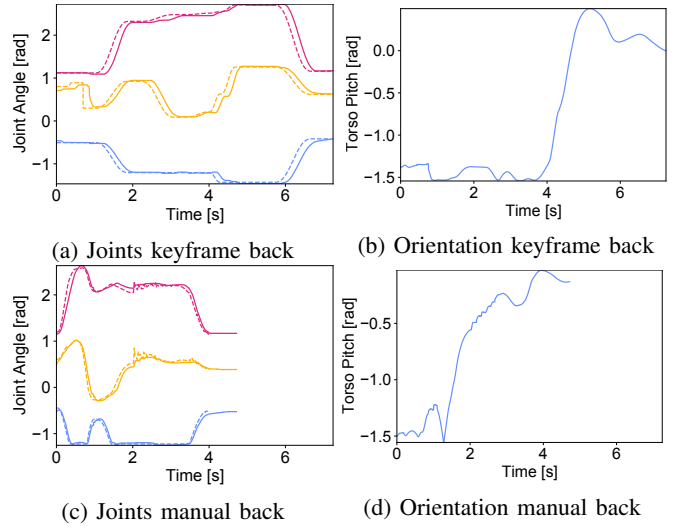 Joint Angle [rad]
2
1
0
−1
0
2
4
6
Time [s]
(a) Joints keyframe back
Torso Pitch [rad]
0.0
−0.5
−1.0
−1.5
0
2
4
6
Time [s]
(b) Orientation keyframe back
Joint Angle [rad]
2
1
0
−1
0
2
4
6
Time [s]
(c) Joints manual back
Torso Pitch [rad]
−0.5
−1.0
−1.5
0
2
4
6
Time [s]
(d) Orientation manual back